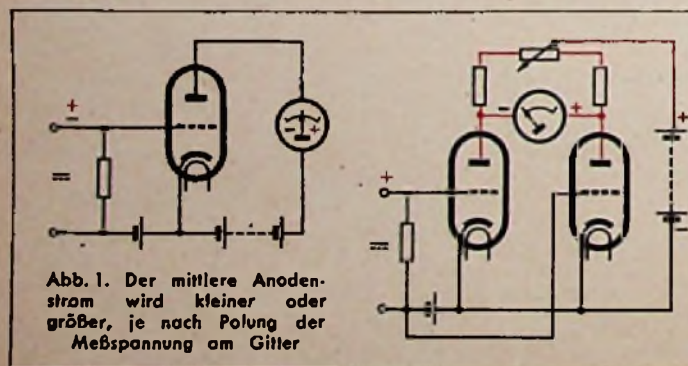 +
−
=
− +
Abb. 1. Der mittlere Anoden-
strom wird kleiner oder
größer, je nach Polung der
Meßspannung am Gitter
− +
+
+
=
−